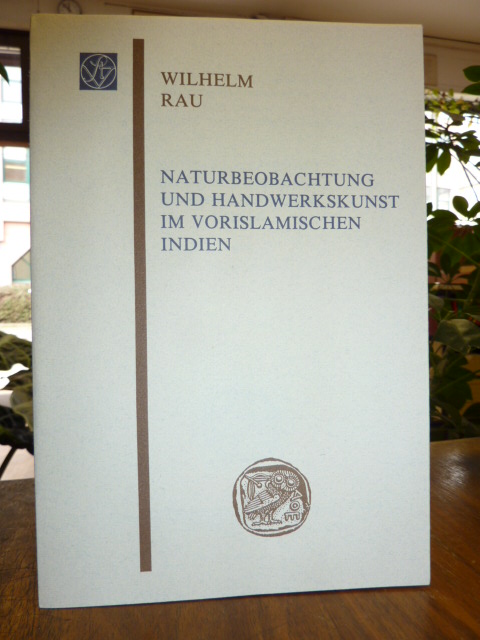 WILHELM
RAU
NATURBEOBACHTUNG
UND HANDWERKSKUNST
IM VORISLAMISCHEN
INDIEN